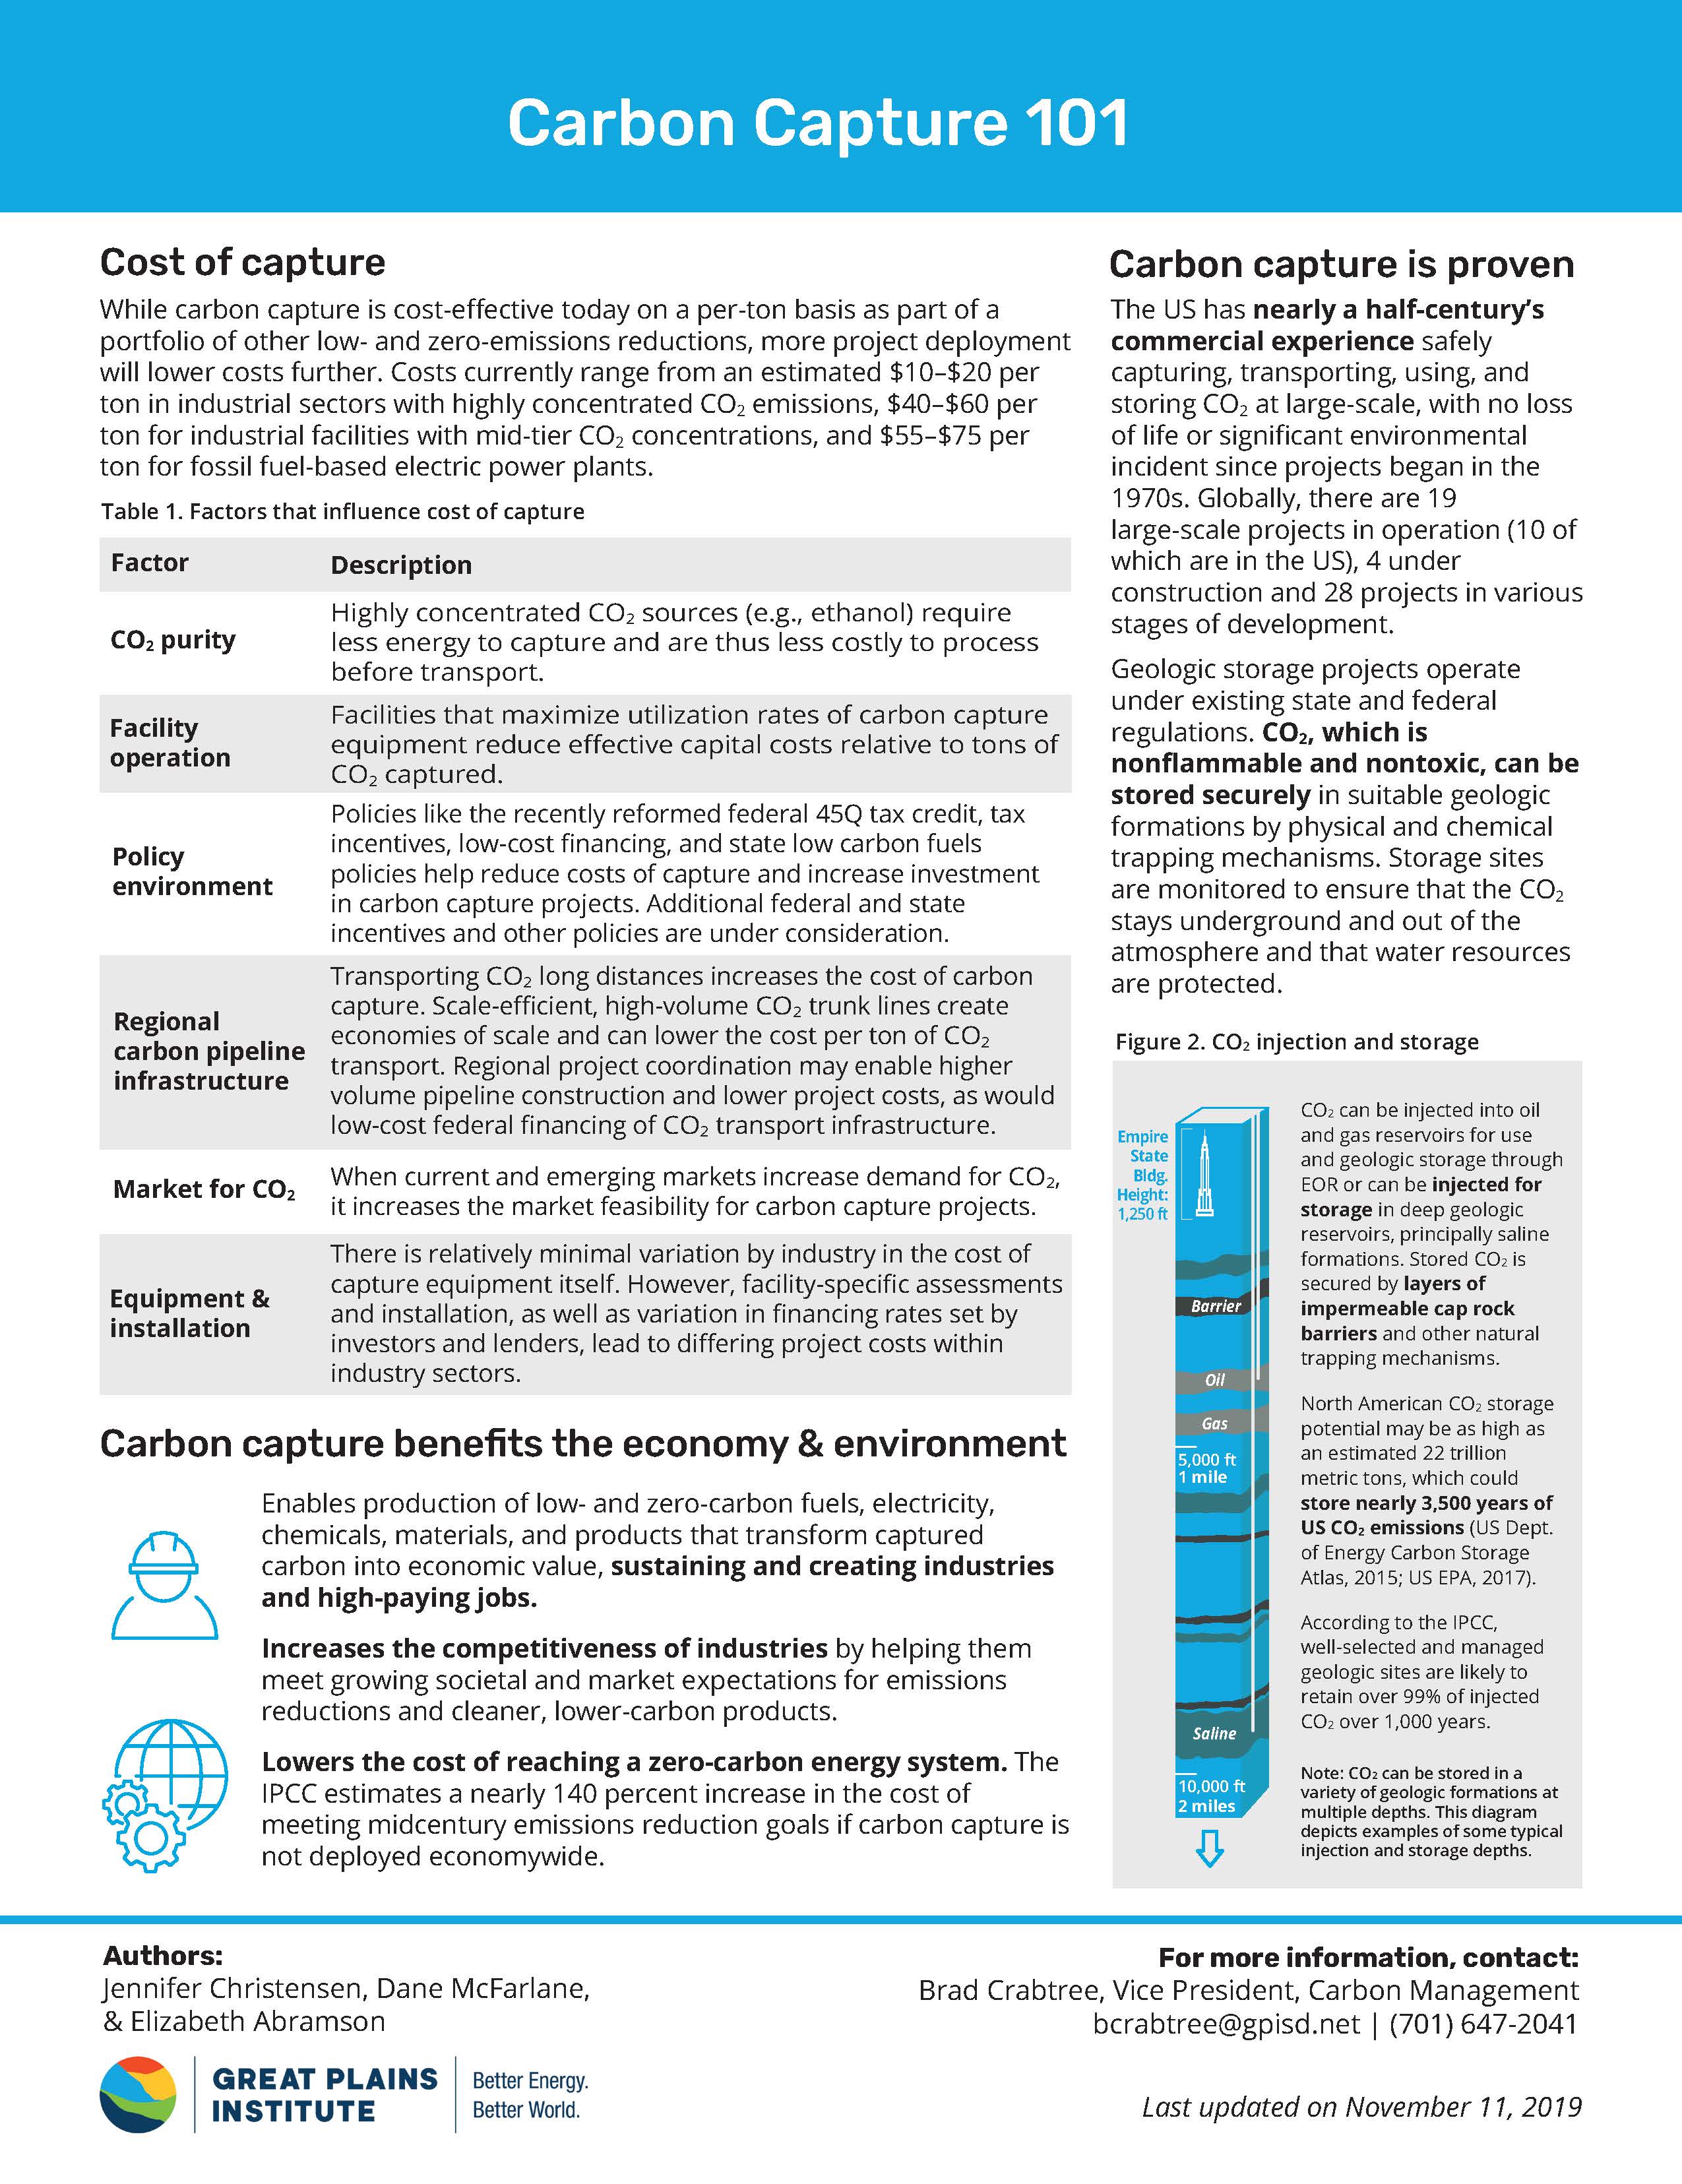 Carbon Capture 101
Cost of capture
While carbon capture is cost-effective today on a per-ton basis as part of a
portfolio of other low- and zero-emissions reductions, more project deployment
will lower costs further. Costs currently range from an estimated $10–$20 per
ton in industrial sectors with highly concentrated CO₂ emissions, $40–$60 per
ton for industrial facilities with mid-tier CO₂ concentrations, and $55–$75 per
ton for fossil fuel-based electric power plants.
Table 1. Factors that influence cost of capture
Factor
Description
CO₂ purity
Highly concentrated CO₂ sources (e.g., ethanol) require
less energy to capture and are thus less costly to process
before transport.
Facility
operation
Facilities that maximize utilization rates of carbon capture
equipment reduce effective capital costs relative to tons of
CO₂ captured.
Policy
environment
Policies like the recently reformed federal 45Q tax credit, tax
incentives, low-cost financing, and state low carbon fuels
policies help reduce costs of capture and increase investment
in carbon capture projects. Additional federal and state
incentives and other policies are under consideration.
Regional
carbon pipeline
infrastructure
Transporting CO₂ long distances increases the cost of carbon
capture. Scale-efficient, high-volume CO₂ trunk lines create
economies of scale and can lower the cost per ton of CO₂
transport. Regional project coordination may enable higher
volume pipeline construction and lower project costs, as would
low-cost federal financing of CO₂ transport infrastructure.
Market for CO₂
When current and emerging markets increase demand for CO₂,
it increases the market feasibility for carbon capture projects.
Equipment &
installation
There is relatively minimal variation by industry in the cost of
capture equipment itself. However, facility-specific assessments
and installation, as well as variation in financing rates set by
investors and lenders, lead to differing project costs within
industry sectors.
Carbon capture benefits the economy & environment
Enables production of low- and zero-carbon fuels, electricity,
chemicals, materials, and products that transform captured
carbon into economic value, sustaining and creating industries
and high-paying jobs.
Increases the competitiveness of industries by helping them
meet growing societal and market expectations for emissions
reductions and cleaner, lower-carbon products.
Lowers the cost of reaching a zero-carbon energy system. The
IPCC estimates a nearly 140 percent increase in the cost of
meeting midcentury emissions reduction goals if carbon capture is
not deployed economywide.
Carbon capture is proven
The US has nearly a half-century's
commercial experience safely
capturing, transporting, using, and
storing CO₂ at large-scale, with no loss
of life or significant environmental
incident since projects began in the
1970s. Globally, there are 19
large-scale projects in operation (10 of
which are in the US), 4 under
construction and 28 projects in various
stages of development.
Geologic storage projects operate
under existing state and federal
regulations. CO₂, which is
nonflammable and nontoxic, can be
stored securely in suitable geologic
formations by physical and chemical
trapping mechanisms. Storage sites
are monitored to ensure that the CO₂
stays underground and out of the
atmosphere and that water resources
are protected.
Figure 2. CO₂ injection and storage
Empire
State
Bldg.
Height:
1,250 ft
Barrier
Oil
Gas
5,000 ft
1 mile
Saline
10,000 ft
2 miles
CO₂ can be injected into oil
and gas reservoirs for use
and geologic storage through
EOR or can be injected for
storage in deep geologic
reservoirs, principally saline
formations. Stored CO₂ is
secured by layers of
impermeable cap rock
barriers and other natural
trapping mechanisms.
North American CO₂ storage
potential may be as high as
an estimated 22 trillion
metric tons, which could
store nearly 3,500 years of
US CO₂ emissions (US Dept.
of Energy Carbon Storage
Atlas, 2015; US EPA, 2017).
According to the IPCC,
well-selected and managed
geologic sites are likely to
retain over 99% of injected
CO₂ over 1,000 years.
Note: CO₂ can be stored in a
variety of geologic formations at
multiple depths. This diagram
depicts examples of some typical
injection and storage depths.
Authors:
Jennifer Christensen, Dane McFarlane,
& Elizabeth Abramson
GREAT PLAINS
INSTITUTE
Better Energy.
Better World.
For more information, contact:
Brad Crabtree, Vice President, Carbon Management
bcrabtree@gpisd.net | (701) 647-2041
Last updated on November 11, 2019